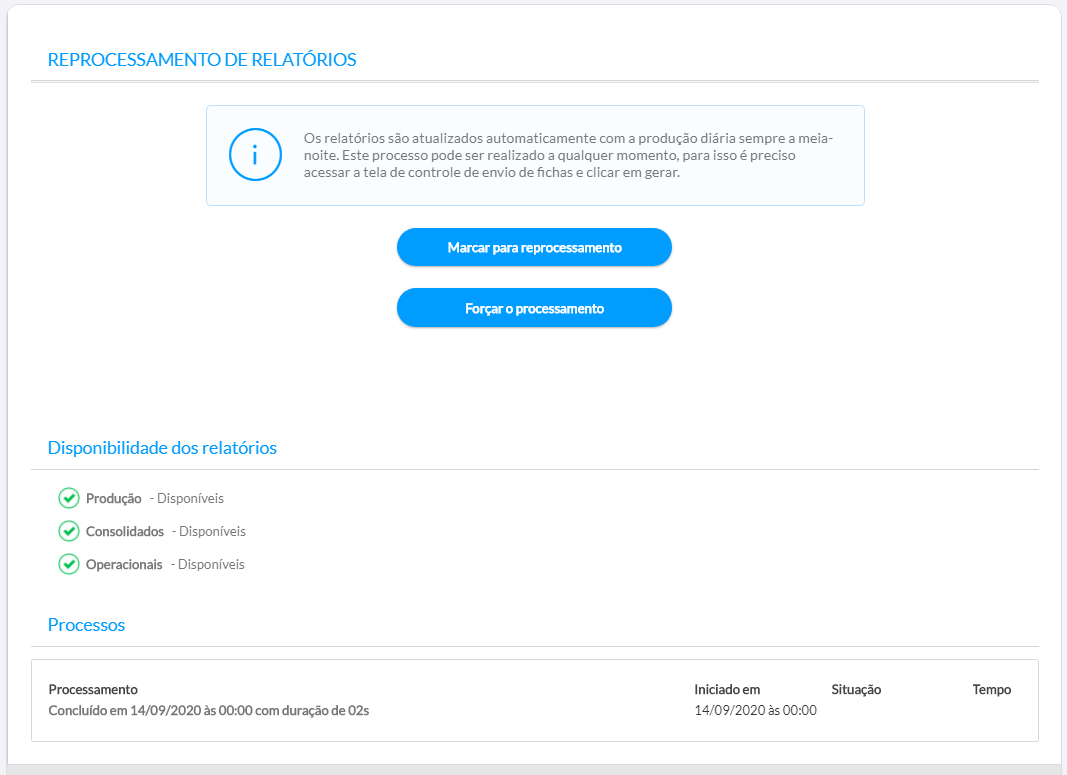 REPROCESSAMENTO DE RELATÓRIOS
Os relatórios são atualizados automaticamente com a produção diária sempre a meia-
noite. Este processo pode ser realizado a qualquer momento, para isso é preciso
acessar a tela de controle de envio de fichas e clicar em gerar.
Marcar para reprocessamento
Forçar o processamento
Disponibilidade dos relatórios
Produção - Disponíveis
Consolidados - Disponíveis
Operacionais - Disponíveis
Processos
Processamento Iniciado em Situação Tempo
Concluído em 14/09/2020 às 00:00 com duração de 02s 14/09/2020 às 00:00